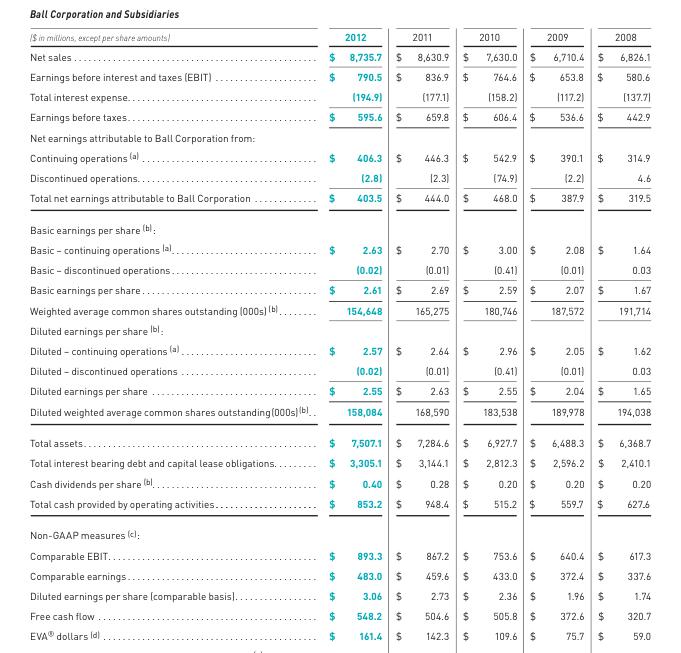 Ball Corporation and Subsidiaries
($ in millions, except per share amounts) 2012 2011 2010 2009 2008
Net sales $ 8,735.7 $ 8,630.9 $ 7,630.0 $ 6,710.4 $ 6,826.1
Earnings before interest and taxes (EBIT) $ 790.5 $ 836.9 $ 764.6 $ 653.8 $ 580.6
Total interest expense (194.9) (177.1) (158.2) (117.2) (137.7)
Earnings before taxes $ 595.6 $ 659.8 $ 606.4 $ 536.6 $ 442.9
Net earnings attributable to Ball Corporation from:
Continuing operations (a) $ 406.3 $ 446.3 $ 542.9 $ 390.1 $ 314.9
Discontinued operations (2.8) (2.3) (74.9) (2.2) 4.6
Total net earnings attributable to Ball Corporation $ 403.5 $ 444.0 $ 468.0 $ 387.9 $ 319.5
Basic earnings per share (b):
Basic – continuing operations (a) $ 2.63 $ 2.70 $ 3.00 $ 2.08 $ 1.64
Basic – discontinued operations (0.02) (0.01) (0.41) (0.01) 0.03
Basic earnings per share $ 2.61 $ 2.69 $ 2.59 $ 2.07 $ 1.67
Weighted average common shares outstanding (000s) (b) 154,648 165,275 180,746 187,572 191,714
Diluted earnings per share (b):
Diluted – continuing operations (a) $ 2.57 $ 2.64 $ 2.96 $ 2.05 $ 1.62
Diluted – discontinued operations (0.02) (0.01) (0.41) (0.01) 0.03
Diluted earnings per share $ 2.55 $ 2.63 $ 2.55 $ 2.04 $ 1.65
Diluted weighted average common shares outstanding (000s) (b) 158,084 168,590 183,538 189,978 194,038
Total assets $ 7,507.1 $ 7,284.6 $ 6,927.7 $ 6,488.3 $ 6,368.7
Total interest bearing debt and capital lease obligations $ 3,305.1 $ 3,144.1 $ 2,812.3 $ 2,596.2 $ 2,410.1
Cash dividends per share (b) $ 0.40 $ 0.28 $ 0.20 $ 0.20 $ 0.20
Total cash provided by operating activities $ 853.2 $ 948.4 $ 515.2 $ 559.7 $ 627.6
Non-GAAP measures (c):
Comparable EBIT $ 893.3 $ 867.2 $ 753.6 $ 640.4 $ 617.3
Comparable earnings $ 483.0 $ 459.6 $ 433.0 $ 372.4 $ 337.6
Diluted earnings per share (comparable basis) $ 3.06 $ 2.73 $ 2.36 $ 1.96 $ 1.74
Free cash flow $ 548.2 $ 504.6 $ 505.8 $ 372.6 $ 320.7
EVA® dollars (d) $ 161.4 $ 142.3 $ 109.6 $ 75.7 $ 59.0